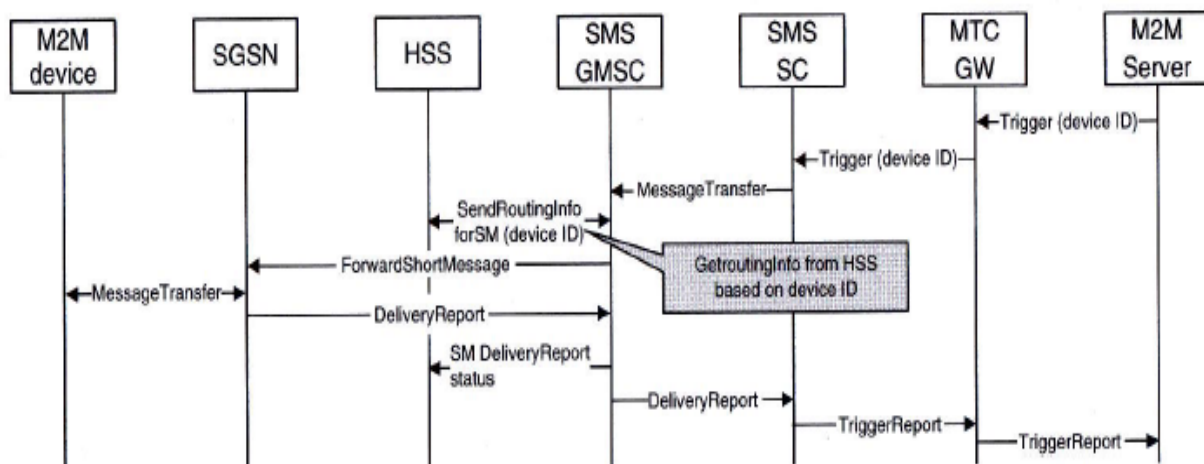 M2M
device
SGSN
HSS
SMS
GMSC
SMS
SC
MTC
GW
M2M
Server
Trigger (device ID)
Trigger (device ID)
MessageTransfer
SendRoutingInfo
forSM (device ID)
GetroutingInfo from HSS
based on device ID
ForwardShortMessage
MessageTransfer
DeliveryReport
SM DeliveryReport
status
DeliveryReport
TriggerReport
TriggerReport